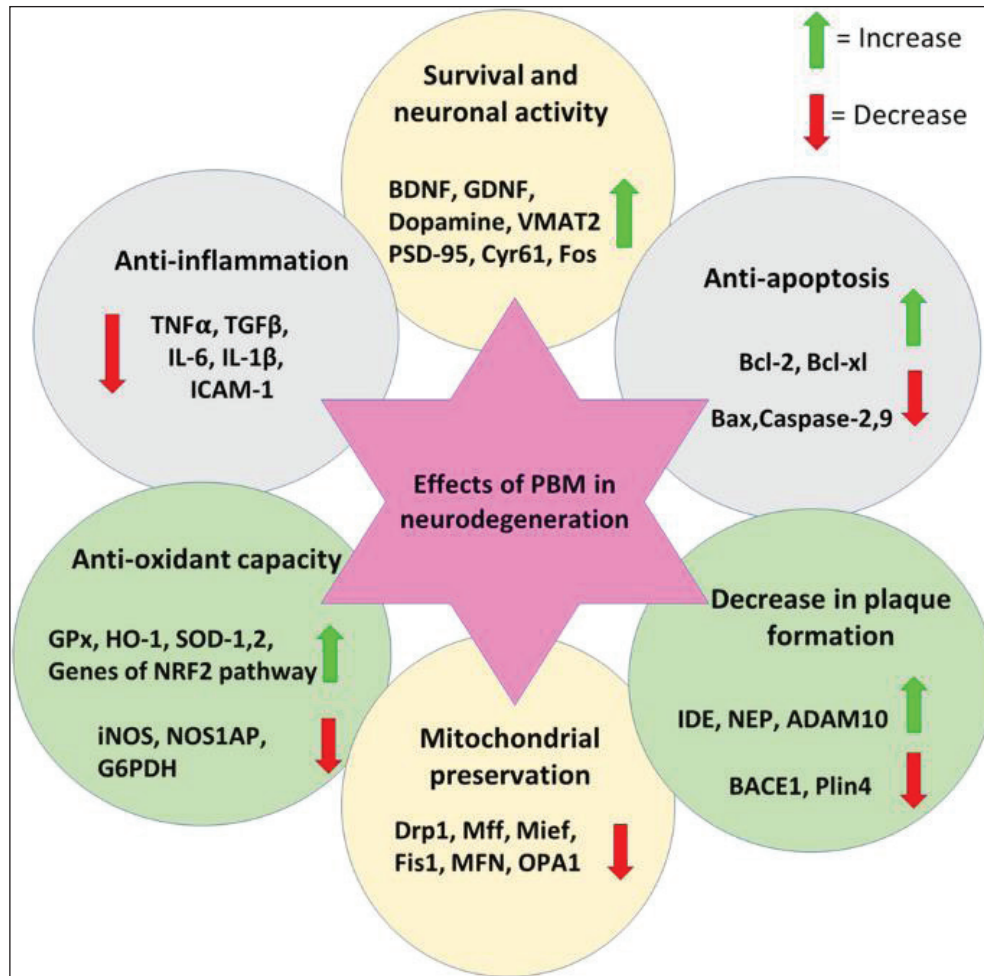 = Increase
= Decrease
Survival and
neuronal activity
BDNF, GDNF,
Dopamine, VMAT2
PSD-95, Cyr61, Fos
Anti-inflammation
TNFα, TGFβ,
IL-6, IL-1β,
ICAM-1
Anti-apoptosis
Bcl-2, Bcl-xl
Bax,Caspase-2,9
Effects of PBM in
neurodegeneration
Anti-oxidant capacity
GPx, HO-1, SOD-1,2,
Genes of NRF2 pathway
iNOS, NOS1AP,
G6PDH
Decrease in plaque
formation
IDE, NEP, ADAM10
BACE1, Plin4
Mitochondrial
preservation
Drp1, Mff, Mief,
Fis1, MFN, OPA1